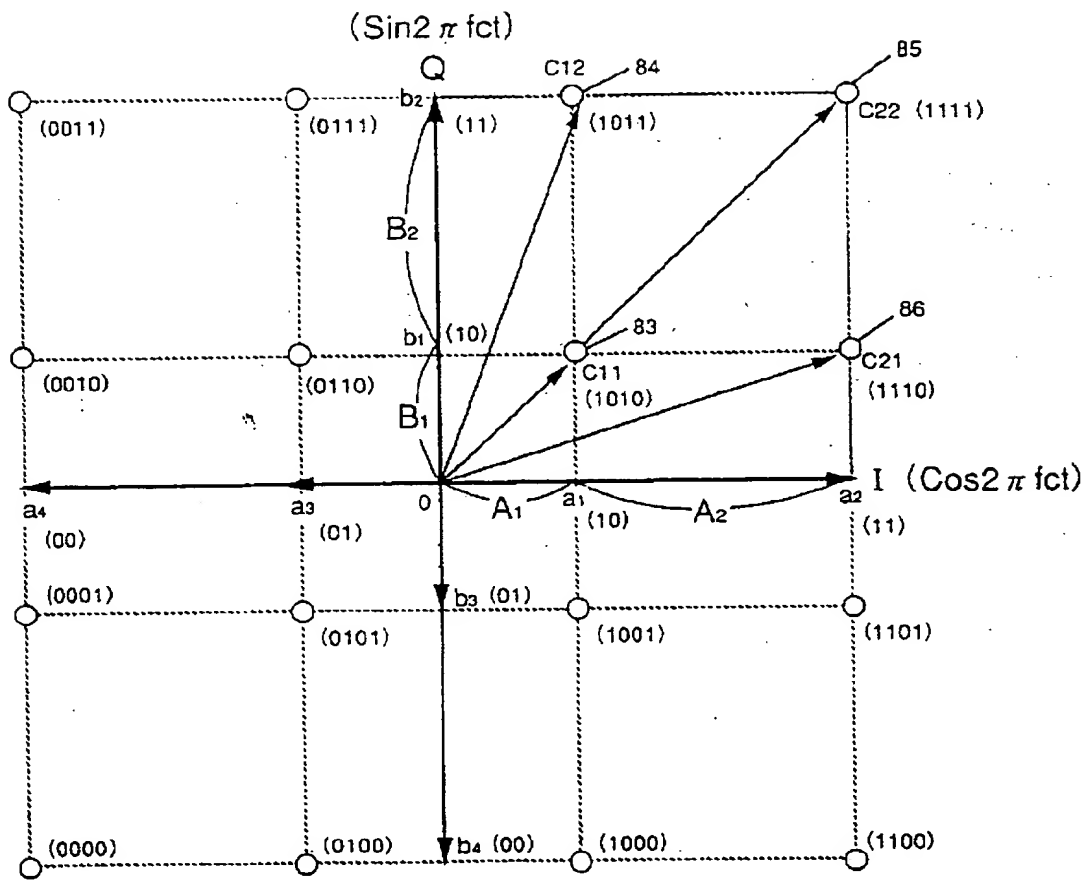 (Sin2 π fct)
Q
C12
84
85
b2
(0011)
(0111)
(11)
(1011)
C22 (1111)
B2
b1
(10)
83
86
(0010)
(0110)
C11
(1010)
C21
(1110)
B1
I (Cos2 π fct)
a4
a3
0
A1
a1
A2
a2
(00)
(01)
(10)
(11)
(0001)
b3 (01)
(0101)
(1001)
(1101)
(0000)
(0100)
b4 (00)
(1000)
(1100)